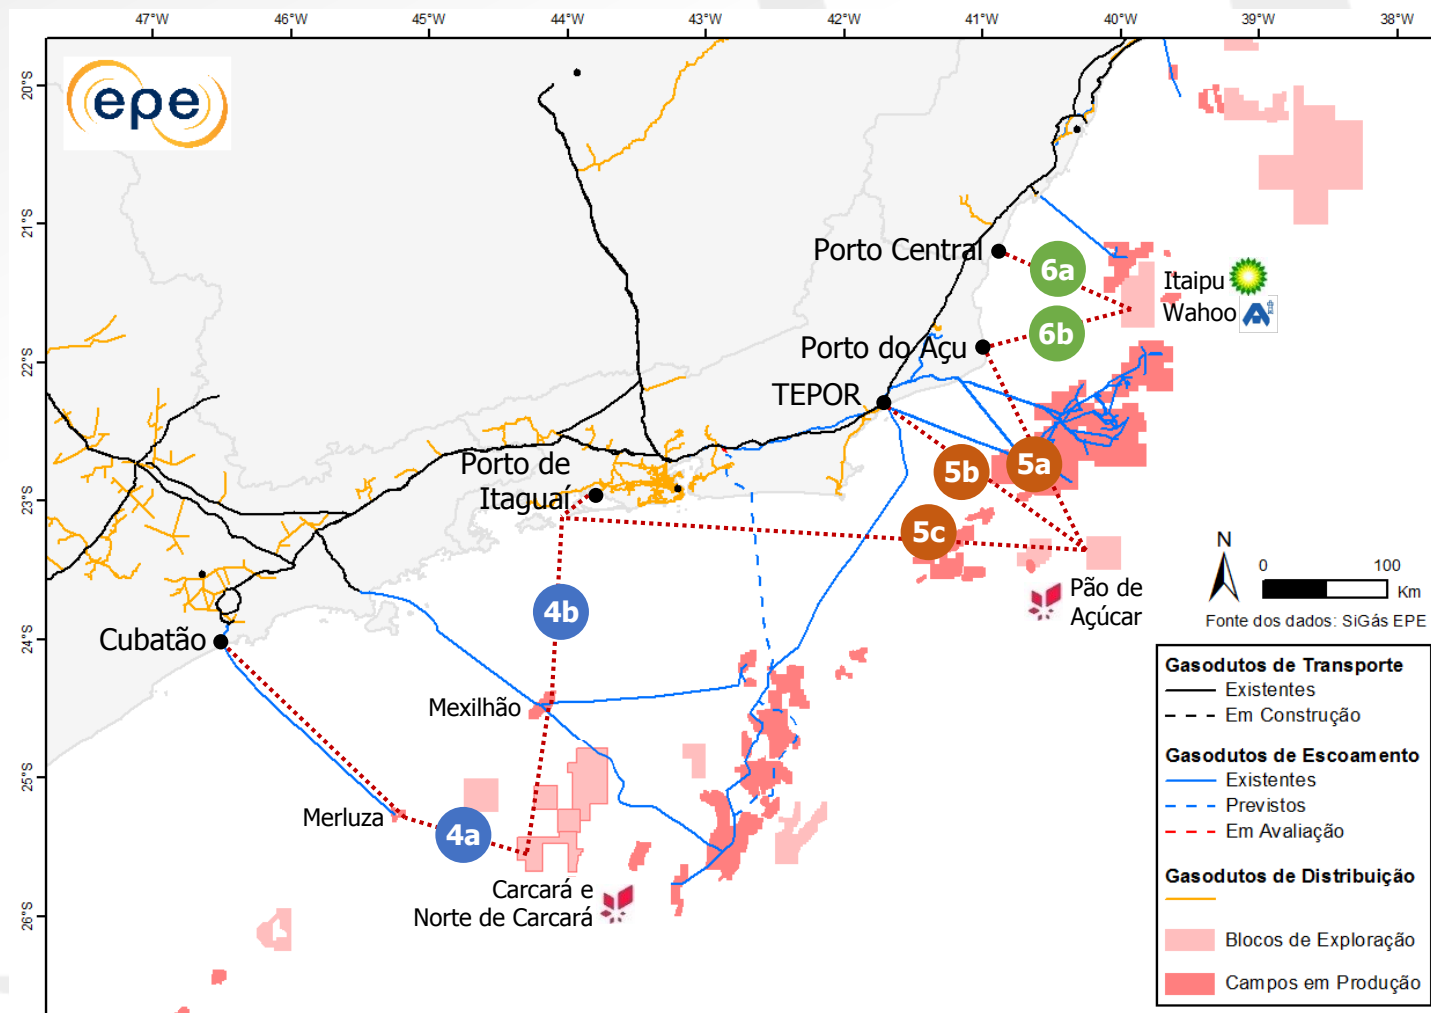 47°W 46°W 45°W 44°W 43°W 42°W 41°W 40°W 39°W 38°W
20°S
21°S
22°S
23°S
24°S
25°S
26°S
epe
Porto Central
6a
Itaipu
Wahoo
6b
Porto do Açu
TEPOR
Porto de
Itaguaí
5b
5a
5c
Pão de
Açúcar
4b
Cubatão
Mexilhão
Merluza
4a
Carcará e
Norte de Carcará
N
0 100
Km
Fonte dos dados: SiGás EPE
Gasodutos de Transporte
Existentes
Em Construção
Gasodutos de Escoamento
Existentes
Previstos
Em Avaliação
Gasodutos de Distribuição
Blocos de Exploração
Campos em Produção